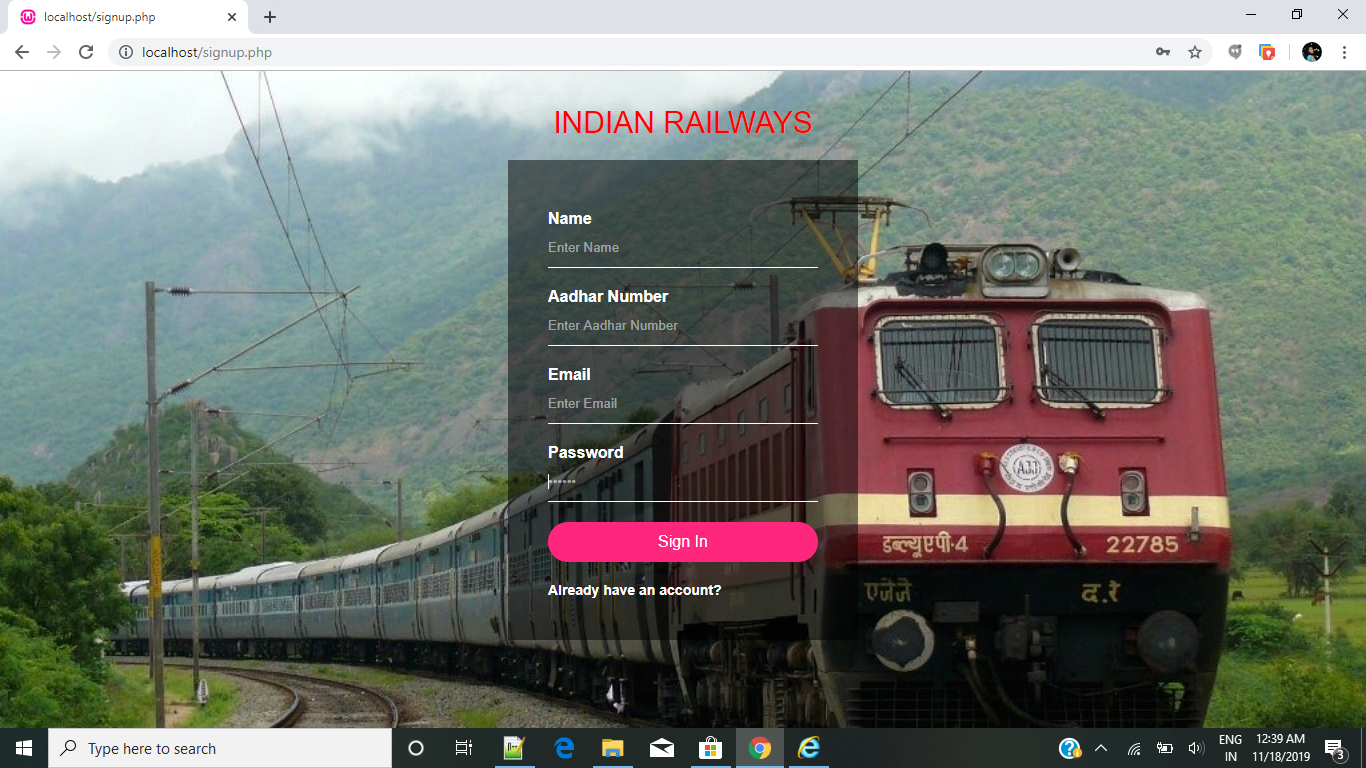 localhost/signup.php
localhost/signup.php
INDIAN RAILWAYS
Name
Enter Name
Aadhar Number
Enter Aadhar Number
Email
Enter Email
Password
••••••
Sign In
Already have an account?
AJJ
डब्ल्यूएपी-4
22785
एजेजे
द.रे
Type here to search
ENG
IN
12:39 AM
11/18/2019
3